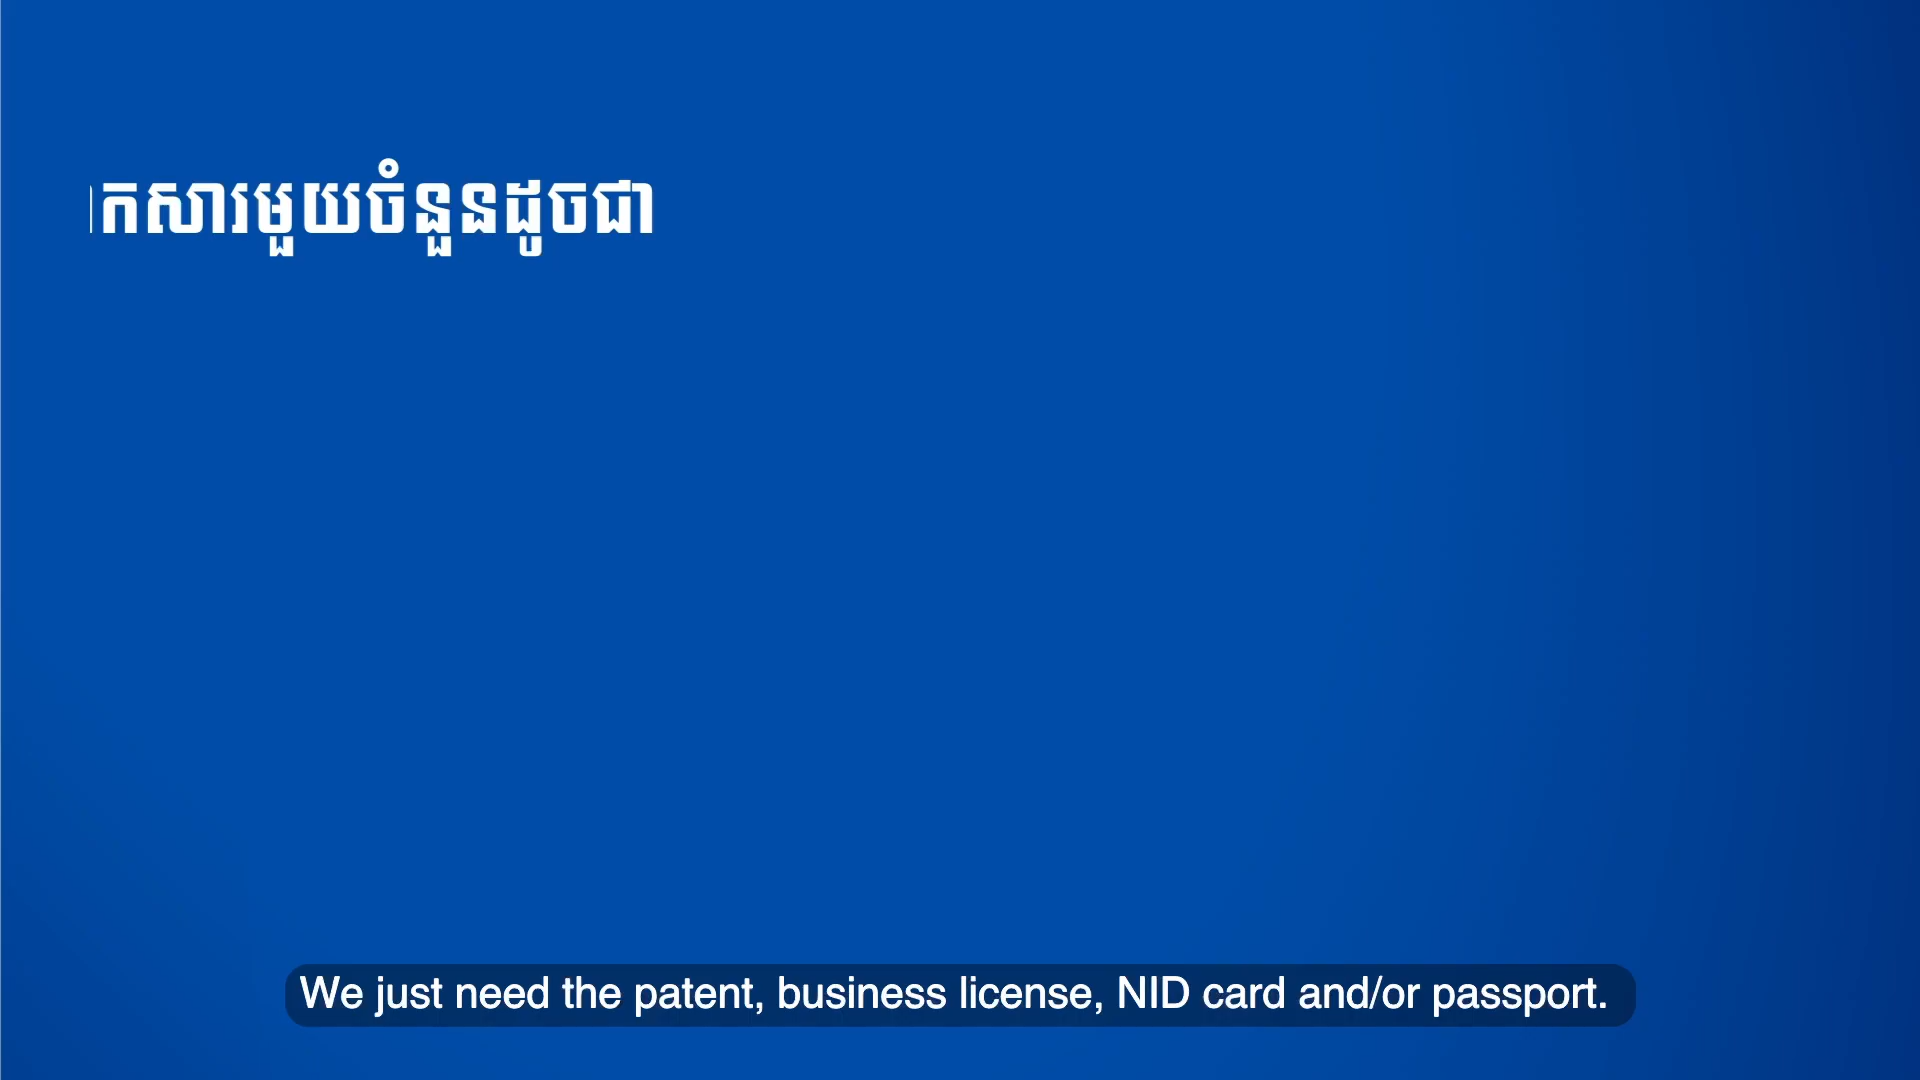 កសារមួយចំនួនដូចជា
We just need the patent, business license, NID card and/or passport.